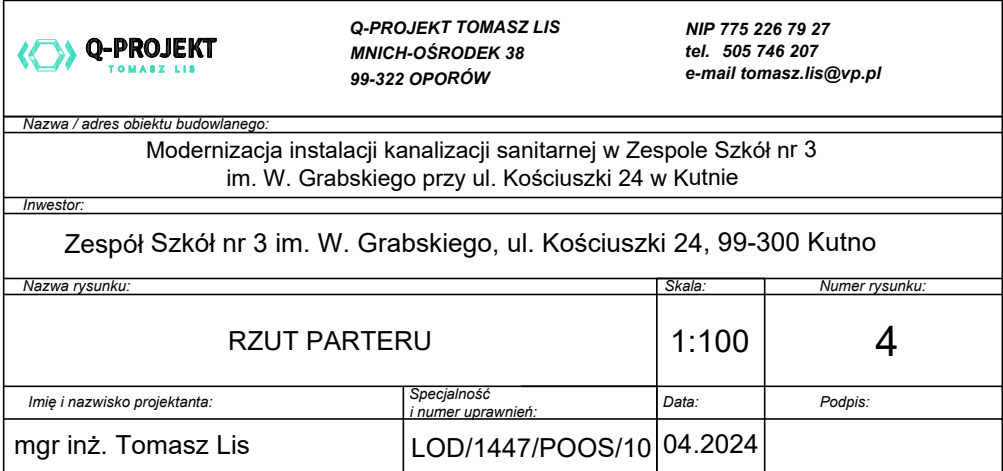 Q-PROJEKT
TOMASZ LIS
Q-PROJEKT TOMASZ LIS
MNICH-OŚRODEK 38
99-322 OPORÓW
NIP 775 226 79 27
tel. 505 746 207
e-mail tomasz.lis@vp.pl
Nazwa / adres obiektu budowlanego:
Modernizacja instalacji kanalizacji sanitarnej w Zespole Szkół nr 3
im. W. Grabskiego przy ul. Kościuszki 24 w Kutnie
Inwestor:
Zespół Szkół nr 3 im. W. Grabskiego, ul. Kościuszki 24, 99-300 Kutno
Nazwa rysunku:
Skala:
Numer rysunku:
RZUT PARTERU
1:100
4
Imię i nazwisko projektanta:
Specjalność
i numer uprawnień:
Data:
Podpis:
mgr inż. Tomasz Lis
LOD/1447/POOS/10
04.2024